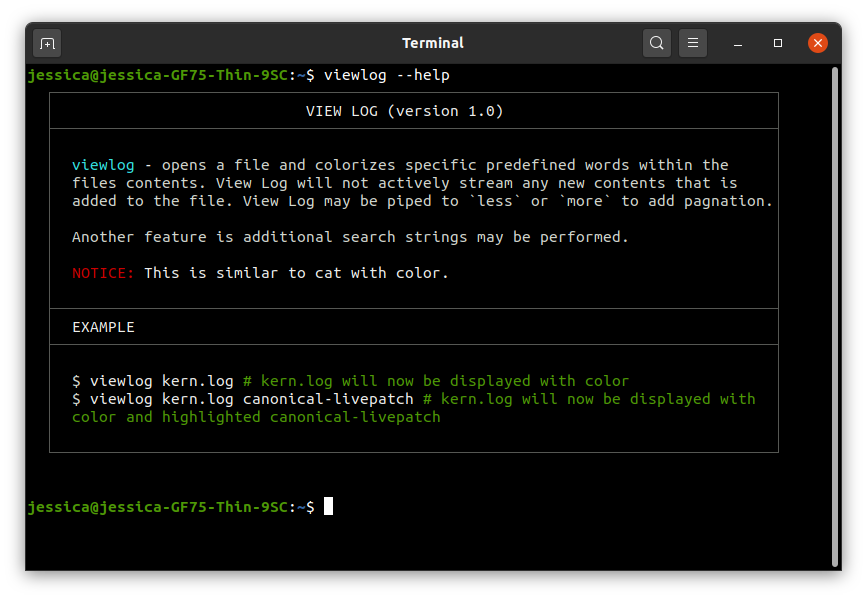 Terminal
jessica@jessica-GF75-Thin-9SC:~$ viewlog --help
VIEW LOG (version 1.0)
viewlog - opens a file and colorizes specific predefined words within the
files contents. View Log will not actively stream any new contents that is
added to the file. View Log may be piped to `less` or `more` to add pagnation.
Another feature is additional search strings may be performed.
NOTICE: This is similar to cat with color.
EXAMPLE
$ viewlog kern.log # kern.log will now be displayed with color
$ viewlog kern.log canonical-livepatch # kern.log will now be displayed with
color and highlighted canonical-livepatch
jessica@jessica-GF75-Thin-9SC:~$